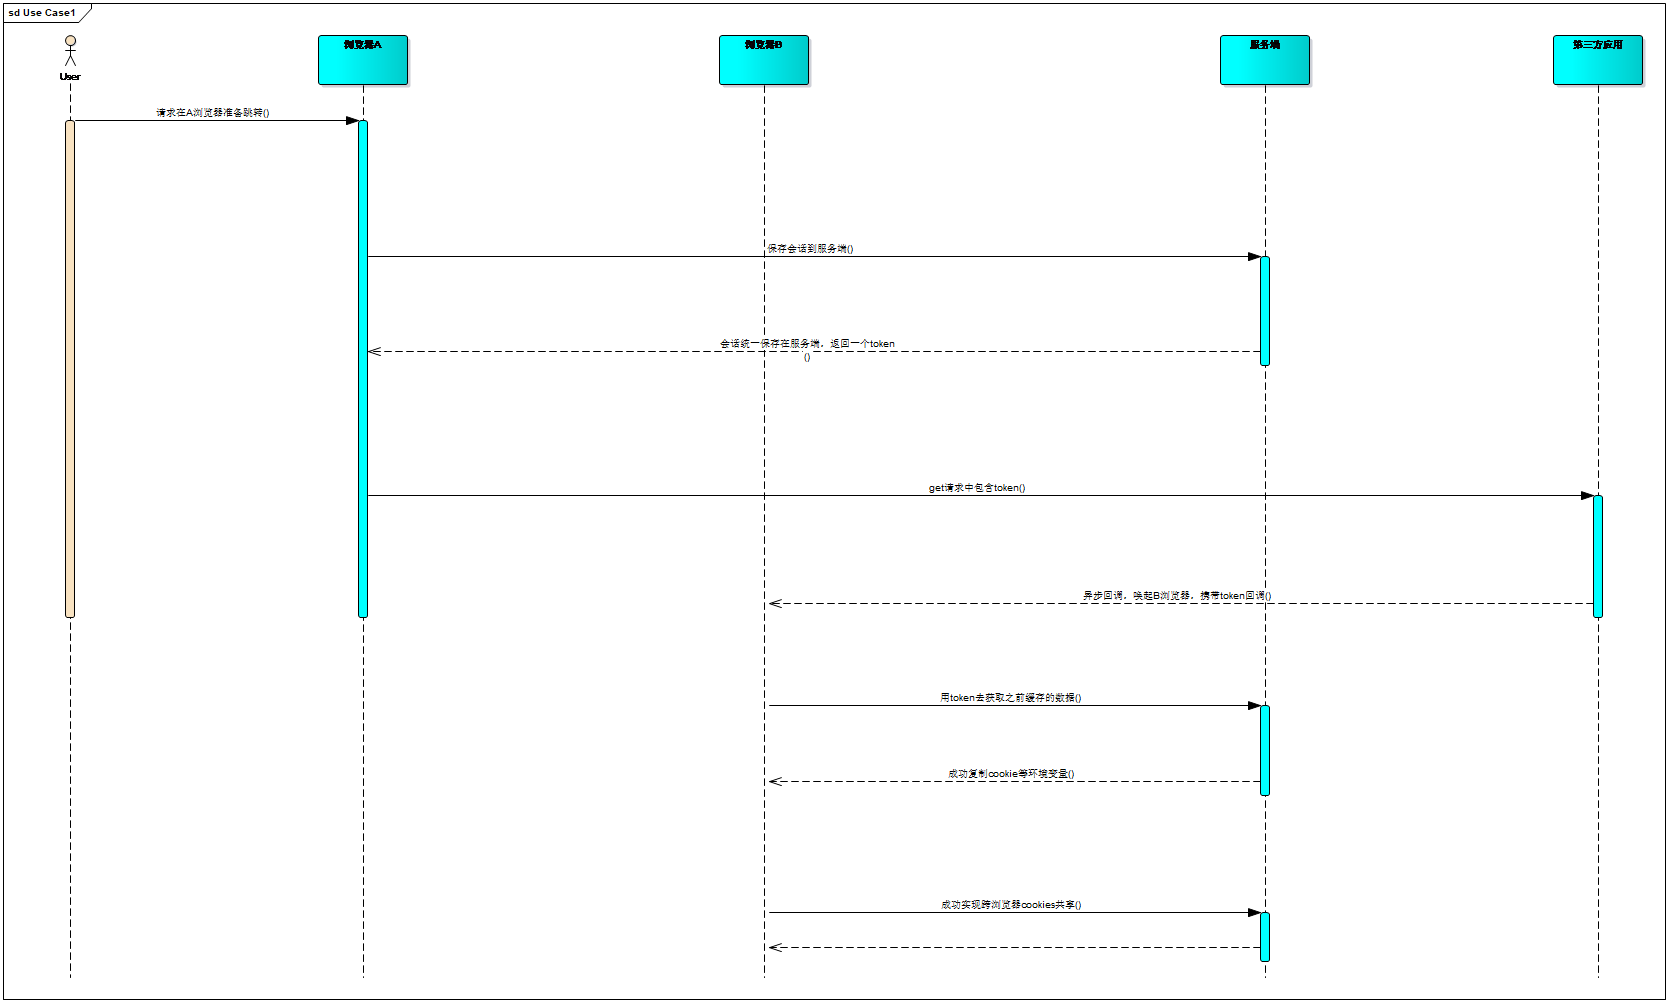 sd Use Case1
User
浏览器A
浏览器B
服务端
第三方应用
请求在A浏览器准备跳转()
保存会话到服务端()
会话统一保存在服务端，返回一个token
()
get请求中包含token()
异步回调，唤起B浏览器，携带token回调()
用token去获取之前缓存的数据()
成功复制cookie等环境变量()
成功实现跨浏览器cookies共享()